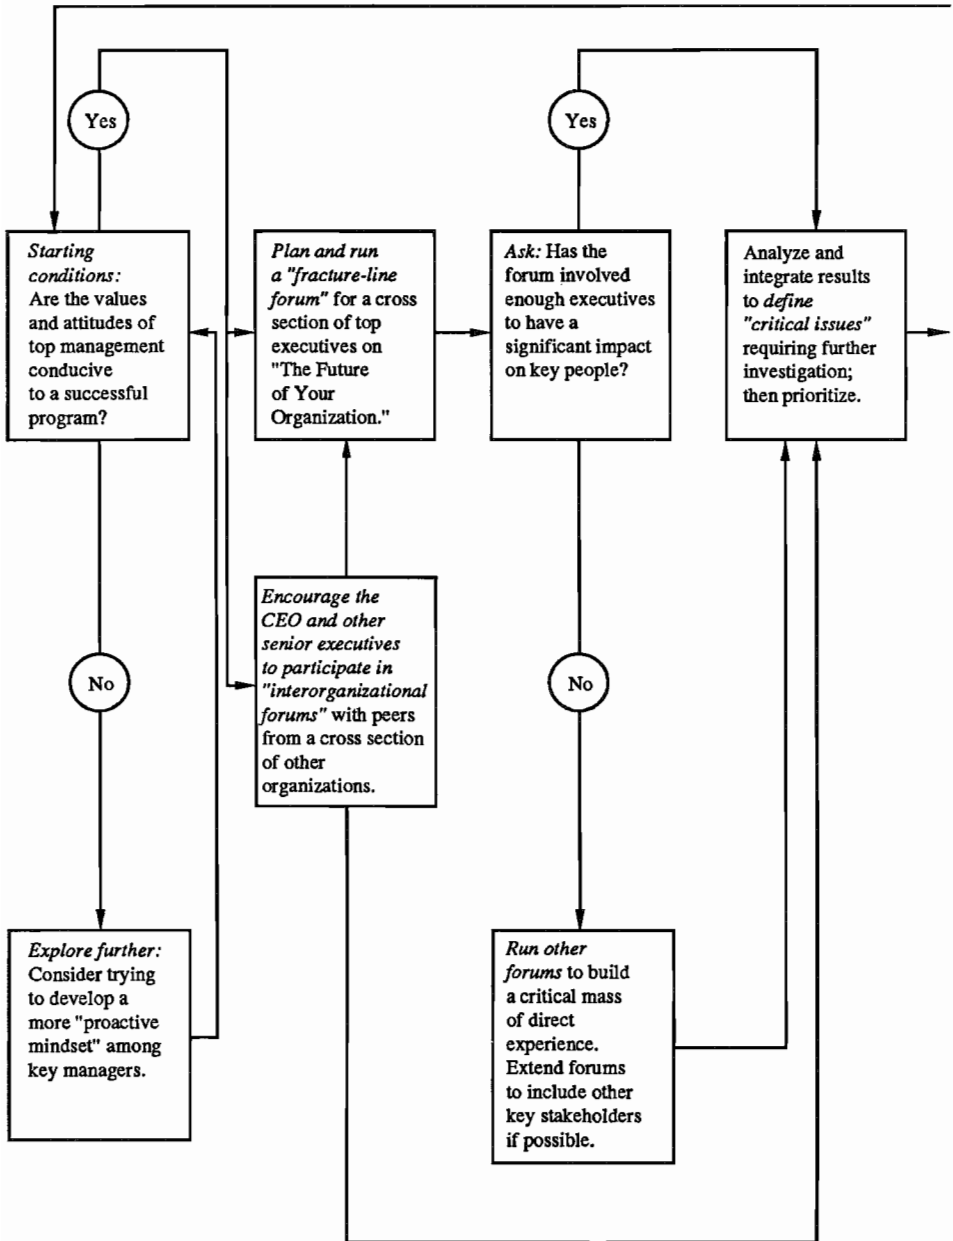 Yes
Starting
conditions:
Are the values
and attitudes of
top management
conducive
to a successful
program?
No
Explore further:
Consider trying
to develop a
more "proactive
mindset" among
key managers.
Plan and run
a "fracture-line
forum" for a cross
section of top
executives on
"The Future
of Your
Organization."
Encourage the
CEO and other
senior executives
to participate in
"interorganizational
forums" with peers
from a cross section
of other
organizations.
Yes
Ask: Has the
forum involved
enough executives
to have a
significant impact
on key people?
No
Run other
forums to build
a critical mass
of direct
experience.
Extend forums
to include other
key stakeholders
if possible.
Analyze and
integrate results
to define
"critical issues"
requiring further
investigation;
then prioritize.